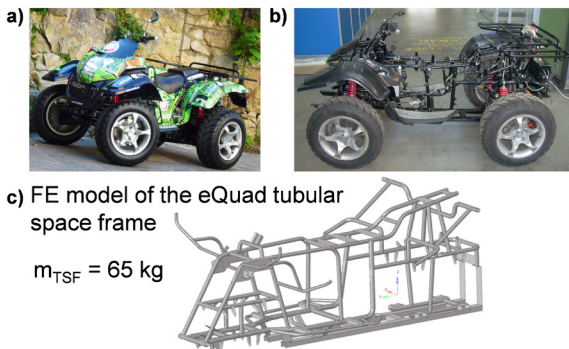 a)
b)
c) FE model of the eQuad tubular
space frame
m_TSF = 65 kg